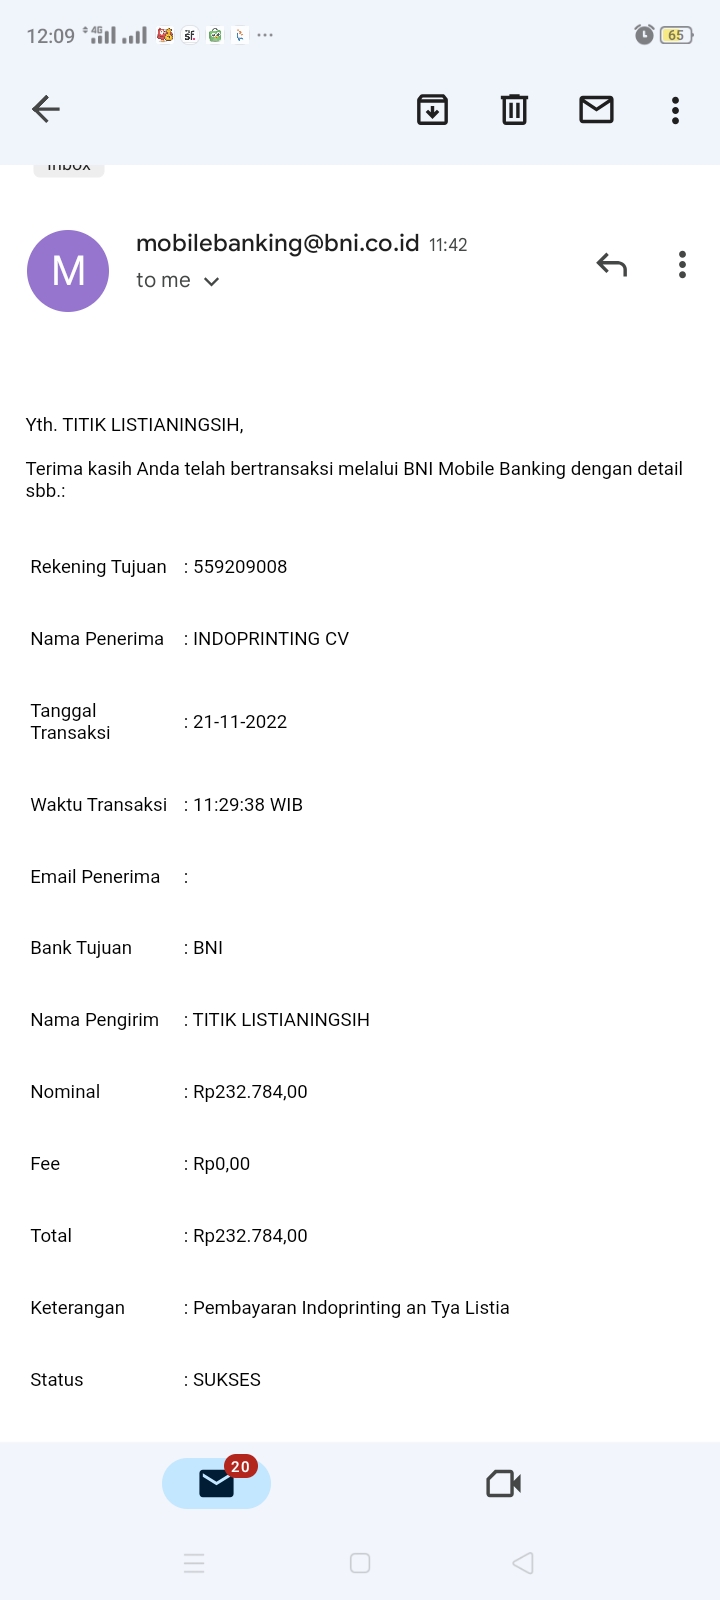 12:09
4G
SF.
65
Inbox
M
mobilebanking@bni.co.id 11:42
to me
Yth. TITIK LISTIANINGSIH,
Terima kasih Anda telah bertransaksi melalui BNI Mobile Banking dengan detail
sbb.:
Rekening Tujuan : 559209008
Nama Penerima : INDOPRINTING CV
Tanggal
Transaksi : 21-11-2022
Waktu Transaksi : 11:29:38 WIB
Email Penerima :
Bank Tujuan : BNI
Nama Pengirim : TITIK LISTIANINGSIH
Nominal : Rp232.784,00
Fee : Rp0,00
Total : Rp232.784,00
Keterangan : Pembayaran Indoprinting an Tya Listia
Status : SUKSES
20